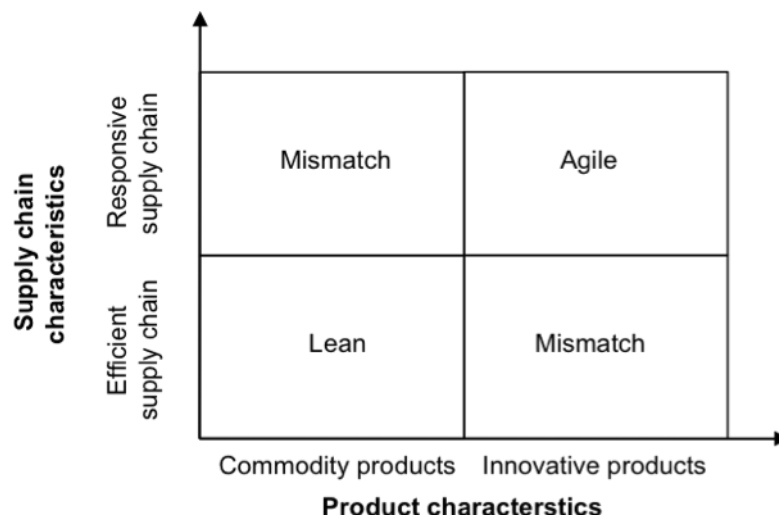 Supply chain
characteristics
Responsive
supply chain
Mismatch
Agile
Efficient
supply chain
Lean
Mismatch
Commodity products
Innovative products
Product characterstics